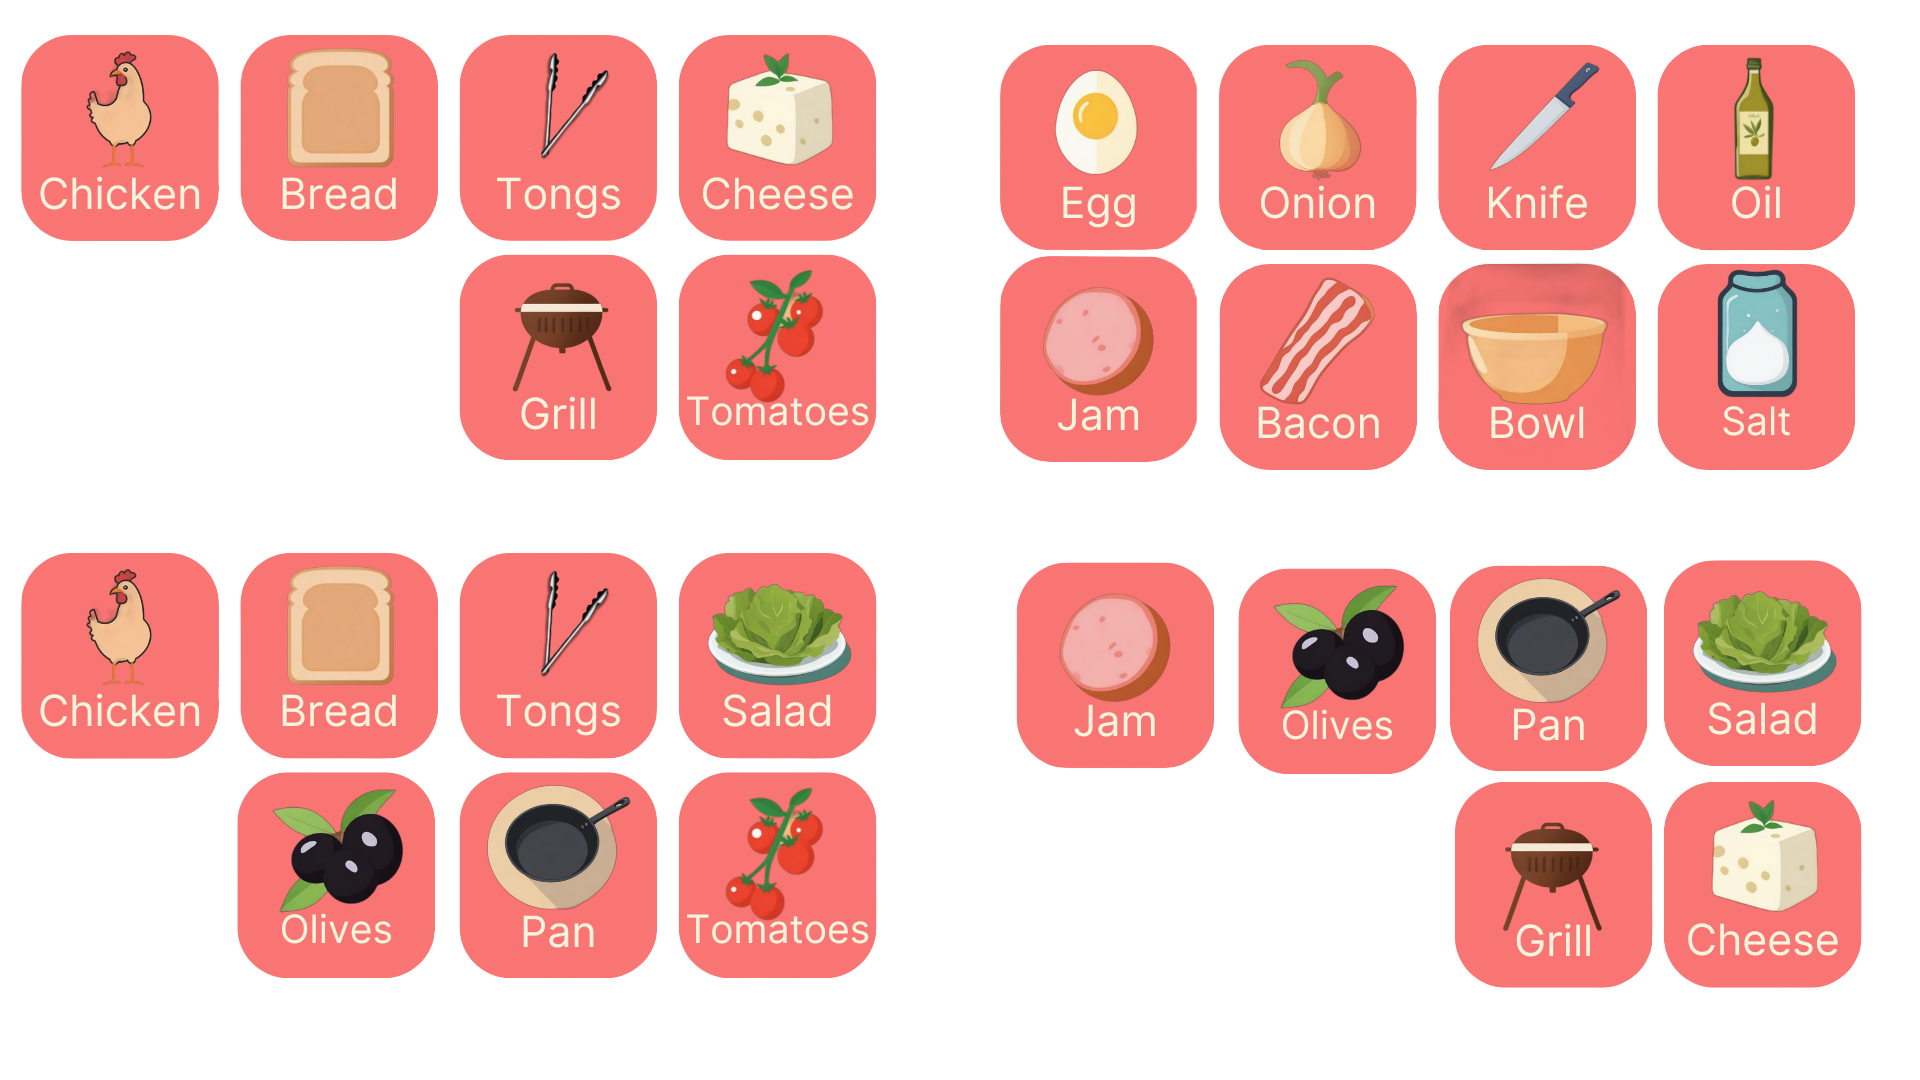 Chicken Bread Tongs Cheese
Grill Tomatoes
Egg Onion Knife Oil
Jam Bacon Bowl Salt
Chicken Bread Tongs Salad
Olives Pan Tomatoes
Jam Olives Pan Salad
Grill Cheese